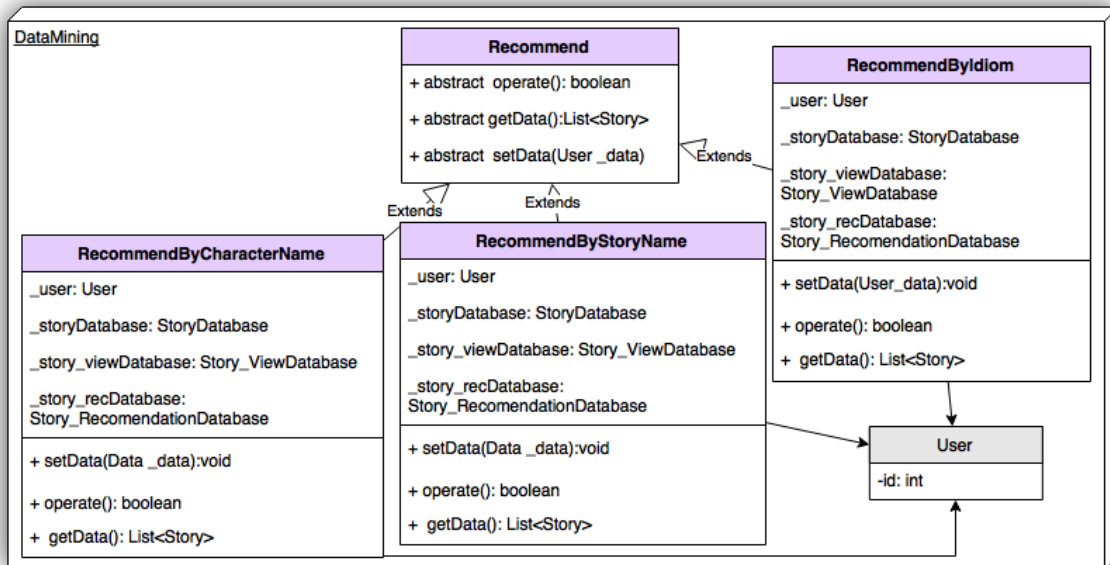 DataMining
Recommend
+ abstract  operate(): boolean
+ abstract getData():List<Story>
+ abstract  setData(User _data)
RecommendByIdiom
_user: User
_storyDatabase: StoryDatabase
_story_viewDatabase:
Story_ViewDatabase
_story_recDatabase:
Story_RecomendationDatabase
+ setData(User_data):void
+ operate(): boolean
+  getData(): List<Story>
Extends
Extends
Extends
RecommendByCharacterName
_user: User
_storyDatabase: StoryDatabase
_story_viewDatabase: Story_ViewDatabase
_story_recDatabase:
Story_RecomendationDatabase
+ setData(Data _data):void
+ operate(): boolean
+  getData(): List<Story>
RecommendByStoryName
_user: User
_storyDatabase: StoryDatabase
_story_viewDatabase: Story_ViewDatabase
_story_recDatabase:
Story_RecomendationDatabase
+ setData(Data _data):void
+ operate(): boolean
+  getData(): List<Story>
User
-id: int